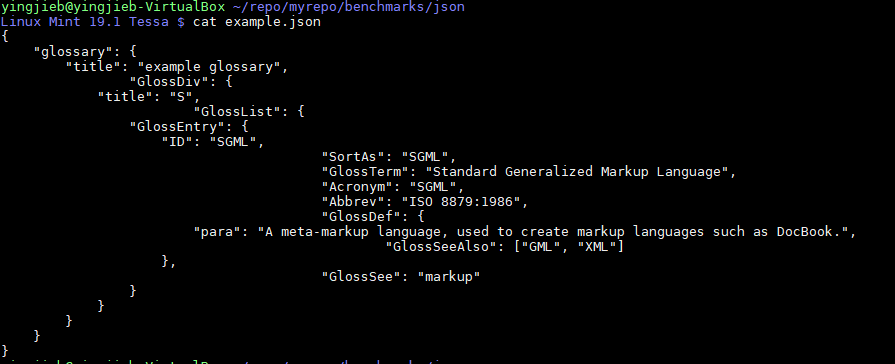 yingjieb@yingjieb-VirtualBox ~/repo/myrepo/benchmarks/json
Linux Mint 19.1 Tessa $ cat example.json
{
    "glossary": {
        "title": "example glossary",
                "GlossDiv": {
            "title": "S",
                        "GlossList": {
                "GlossEntry": {
                    "ID": "SGML",
                                        "SortAs": "SGML",
                                        "GlossTerm": "Standard Generalized Markup Language",
                                        "Acronym": "SGML",
                                        "Abbrev": "ISO 8879:1986",
                                        "GlossDef": {
                        "para": "A meta-markup language, used to create markup languages such as DocBook.",
                                                "GlossSeeAlso": ["GML", "XML"]
                    },
                                        "GlossSee": "markup"
                }
            }
        }
    }
}